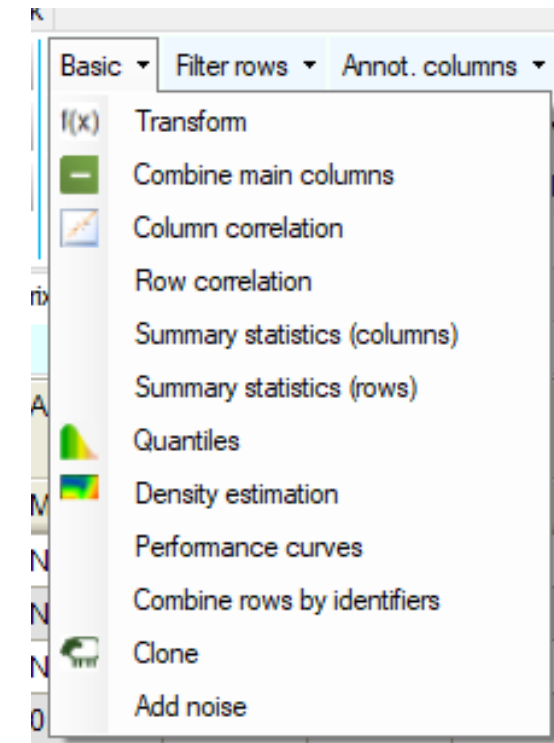 Basic Filter rows Annot. columns
f(x) Transform
Combine main columns
Column correlation
Row correlation
Summary statistics (columns)
Summary statistics (rows)
Quantiles
Density estimation
Performance curves
Combine rows by identifiers
Clone
Add noise